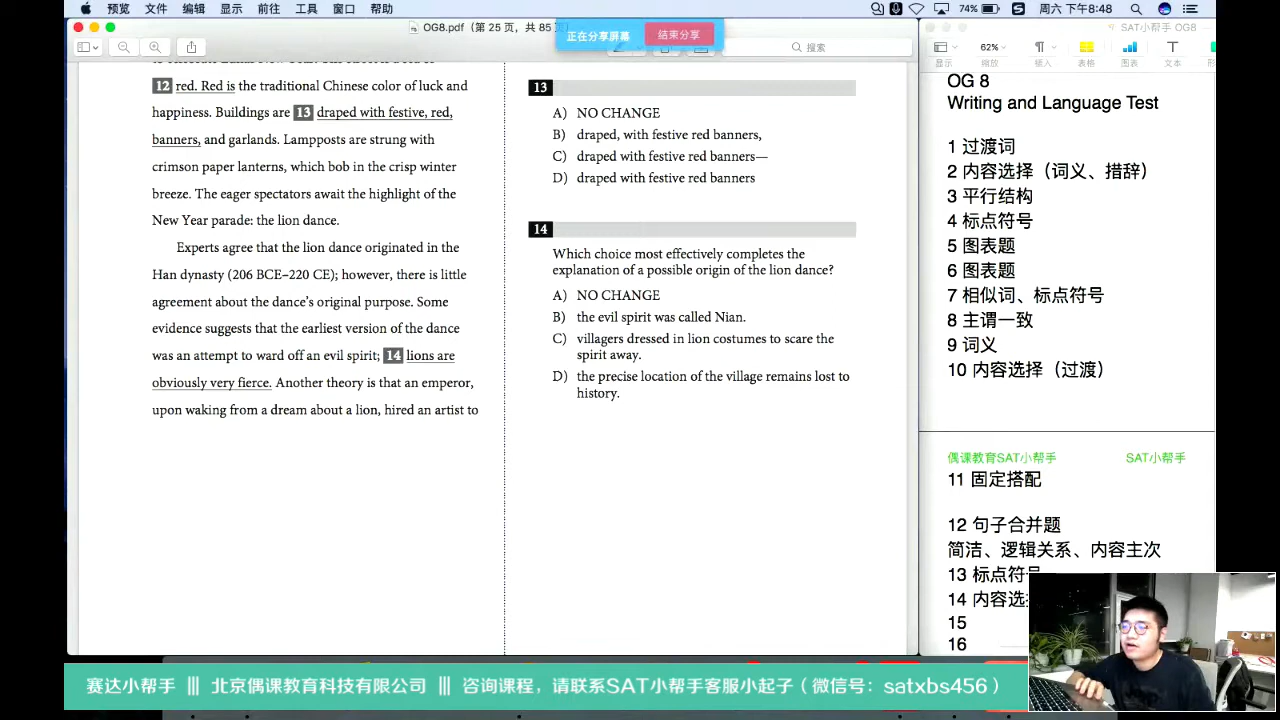 预览 文件 编辑 显示 前往 工具 窗口 帮助
74% 周六 下午8:48
OG8.pdf（第 25 页，共 85 页）
正在分享屏幕 结束分享
搜索
SAT小帮手 OG8
62%
显示 插入 表格 图表 文本
12 red. Red is the traditional Chinese color of luck and
happiness. Buildings are 13 draped with festive, red,
banners, and garlands. Lampposts are strung with
crimson paper lanterns, which bob in the crisp winter
breeze. The eager spectators await the highlight of the
New Year parade: the lion dance.
Experts agree that the lion dance originated in the
Han dynasty (206 BCE–220 CE); however, there is little
agreement about the dance’s original purpose. Some
evidence suggests that the earliest version of the dance
was an attempt to ward off an evil spirit; 14 lions are
obviously very fierce. Another theory is that an emperor,
upon waking from a dream about a lion, hired an artist to
13
A) NO CHANGE
B) draped, with festive red banners,
C) draped with festive red banners—
D) draped with festive red banners
14
Which choice most effectively completes the
explanation of a possible origin of the lion dance?
A) NO CHANGE
B) the evil spirit was called Nian.
C) villagers dressed in lion costumes to scare the
spirit away.
D) the precise location of the village remains lost to
history.
OG 8
Writing and Language Test
1 过渡词
2 内容选择（词义、措辞）
3 平行结构
4 标点符号
5 图表题
6 图表题
7 相似词、标点符号
8 主谓一致
9 词义
10 内容选择（过渡）
偶课教育SAT小帮手 SAT小帮手
11 固定搭配
12 句子合并题
简洁、逻辑关系、内容主次
13 标点符号
14 内容选
15
16
赛达小帮手 ||| 北京偶课教育科技有限公司 ||| 咨询课程，请联系SAT小帮手客服小起子（微信号：satxbs456）